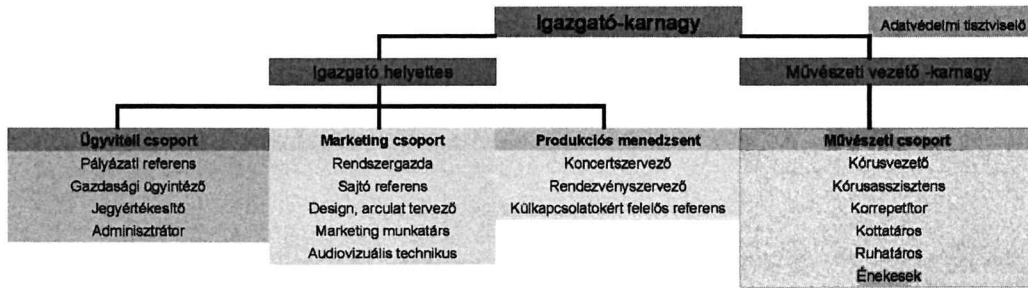 Igazgató-karnagy
Adatvédelmi tisztviselő
Igazgató helyettes
Művészeti vezető -karnagy
Ügyviteli csoport
Pályázati referens
Gazdasági ügyintéző
Jegyértékesítő
Adminisztrátor
Marketing csoport
Rendszergazda
Sajtó referens
Design, arculat tervező
Marketing munkatárs
Audiovizuális technikus
Produkciós menedzsent
Koncertszervező
Rendezvényszervező
Külkapcsolatokért felelős referens
Művészeti csoport
Kórusvezető
Kórusasszisztens
Korrepetítor
Kottatáros
Ruhatáros
Énekesek